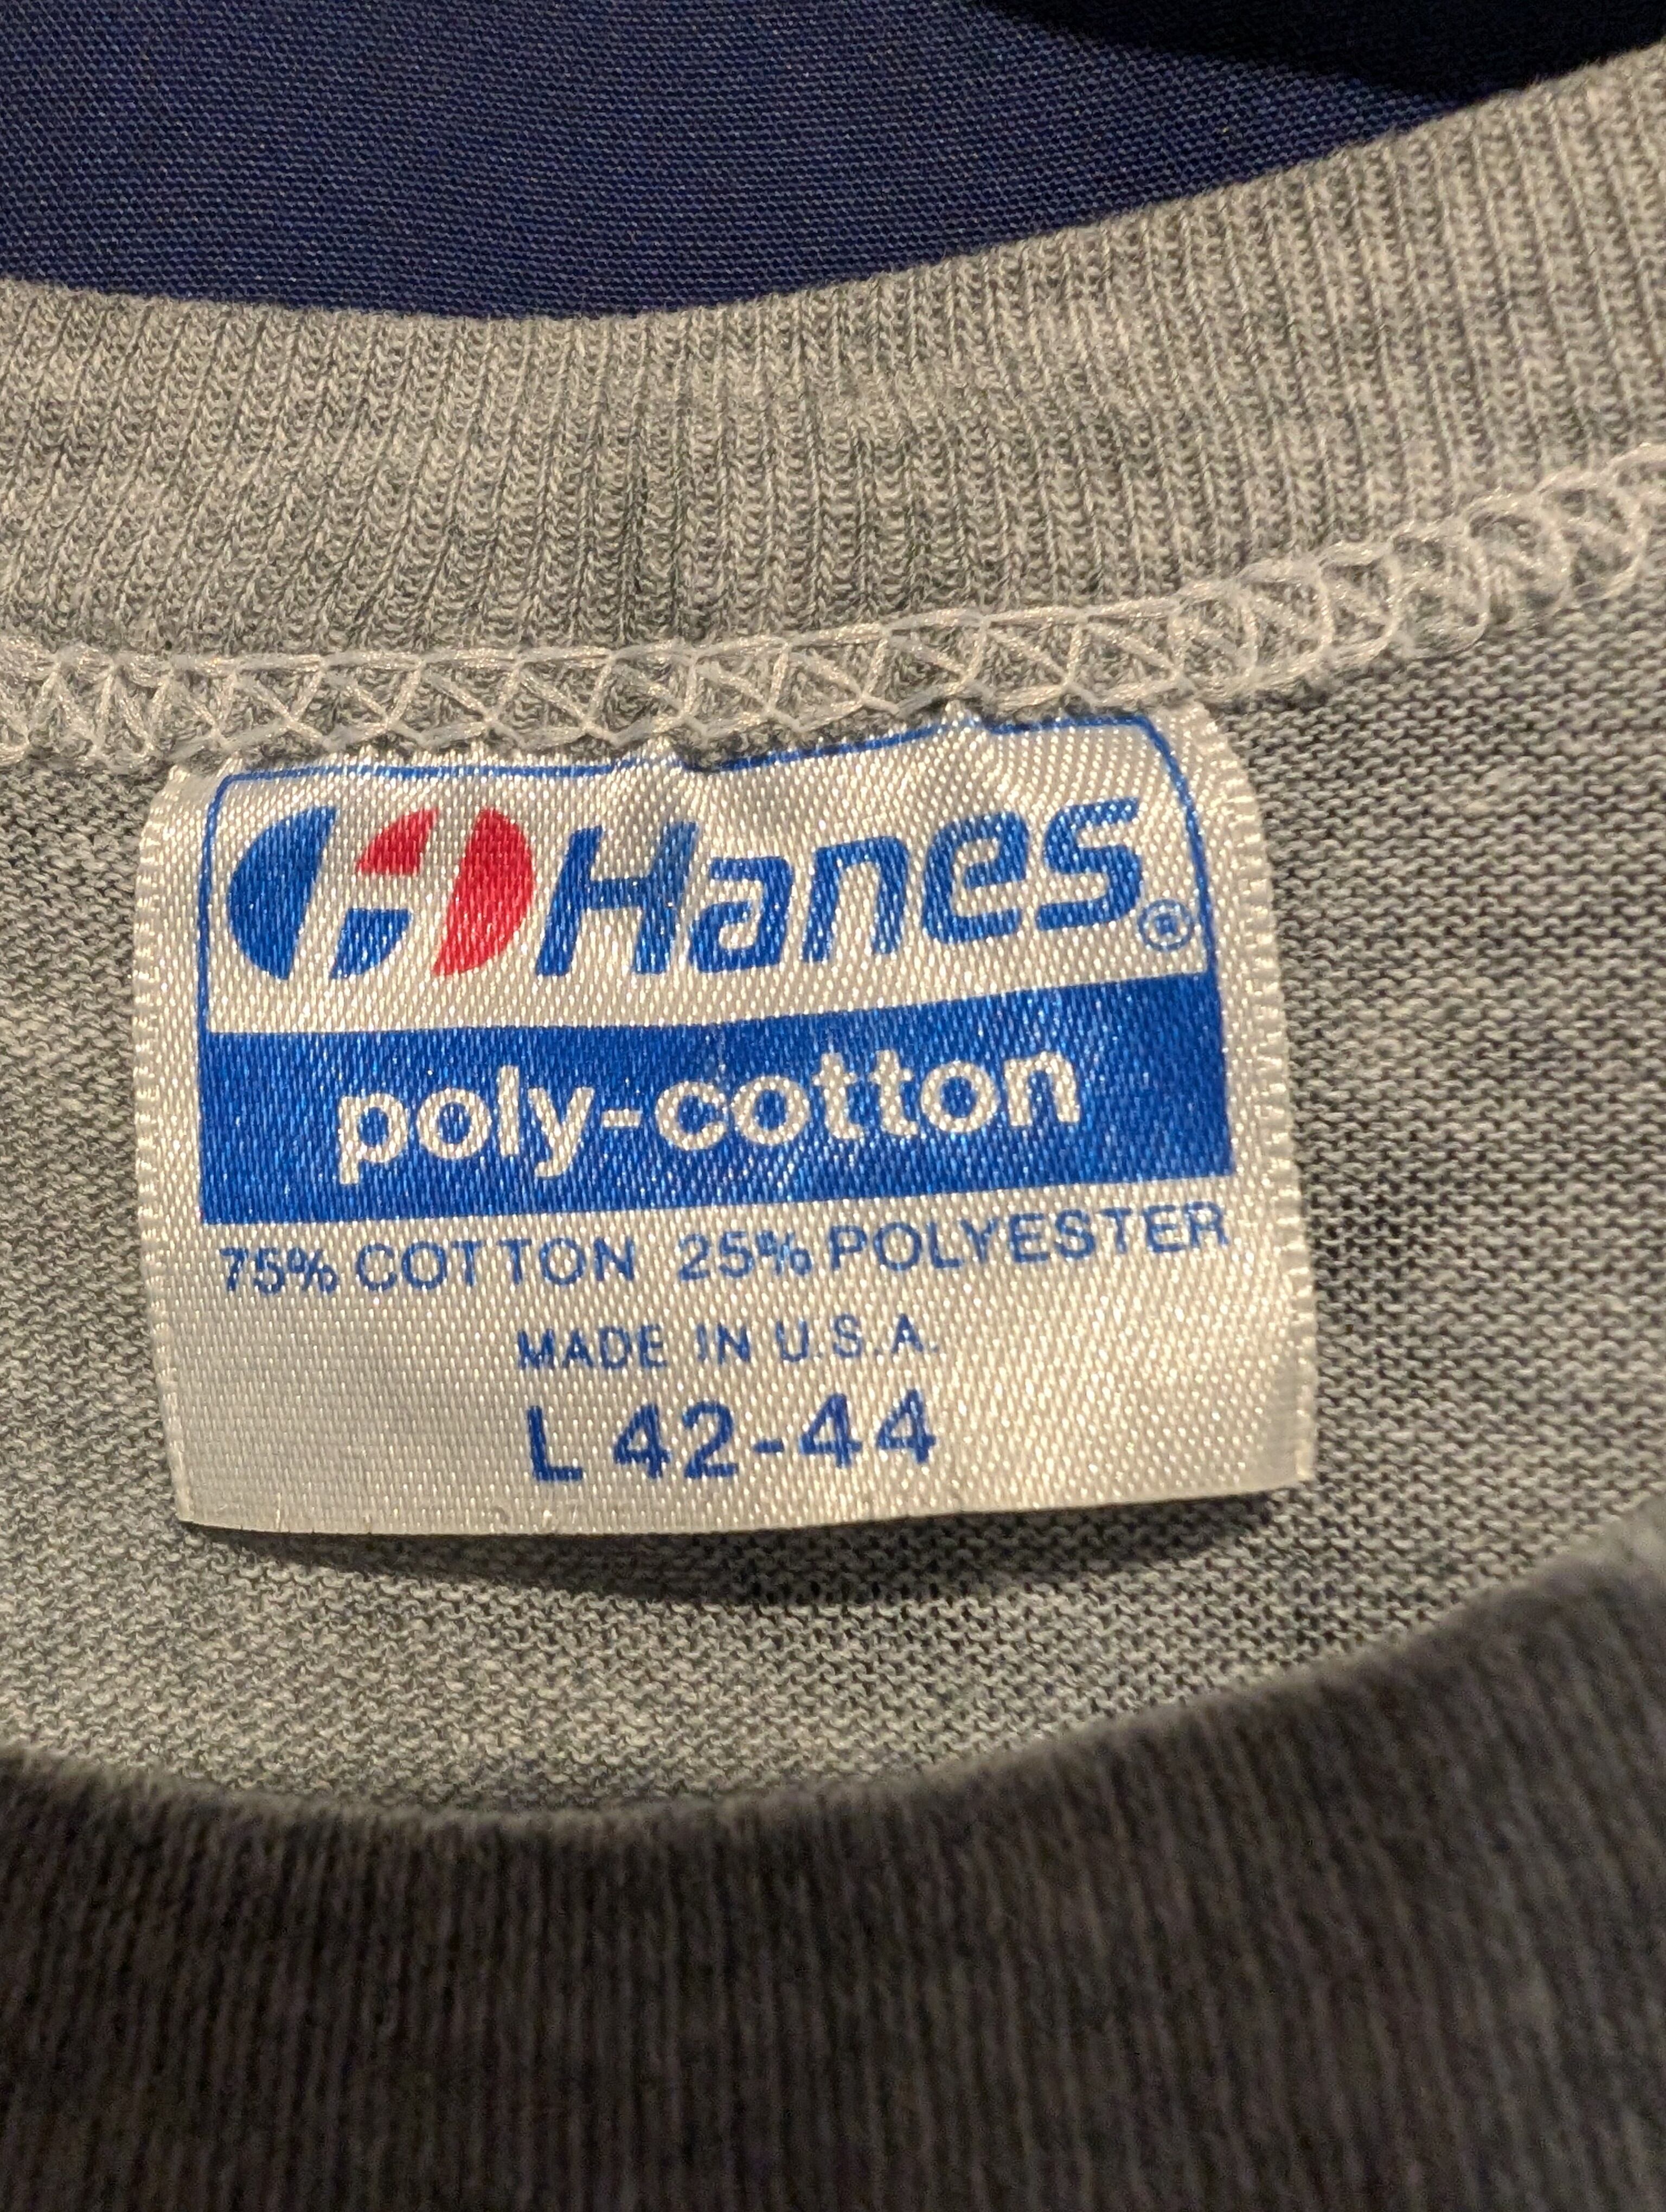 Hanes®
poly-cotton
75% COTTON 25% POLYESTER
MADE IN U.S.A.
L 42-44